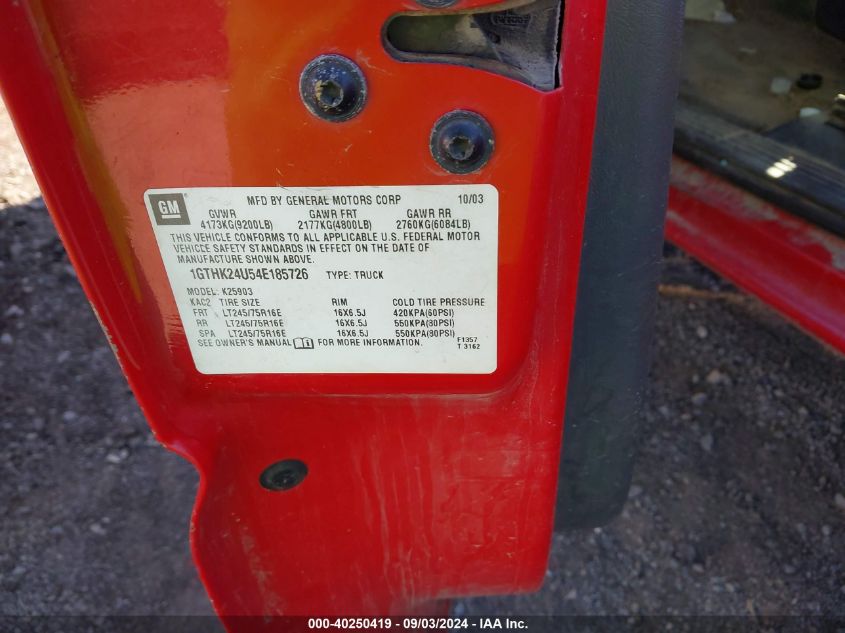 GM
MFD BY GENERAL MOTORS CORP 10/03
GVWR GAWR FRT GAWR RR
4173KG(9200LB) 2177KG(4800LB) 2760KG(6084LB)
THIS VEHICLE CONFORMS TO ALL APPLICABLE U.S. FEDERAL MOTOR
VEHICLE SAFETY STANDARDS IN EFFECT ON THE DATE OF
MANUFACTURE SHOWN ABOVE.
1GTHK24U54E185726 TYPE: TRUCK
MODEL: K25903
KAC2 TIRE SIZE RIM COLD TIRE PRESSURE
FRT LT245/75R16E 16X6.5J 420KPA(60PSI)
RR LT245/75R16E 16X6.5J 550KPA(80PSI)
SPA LT245/75R16E 16X6.5J 550KPA(80PSI)
SEE OWNER'S MANUAL FOR MORE INFORMATION.
F1357
T3162
000-40250419 - 09/03/2024 - IAA Inc.